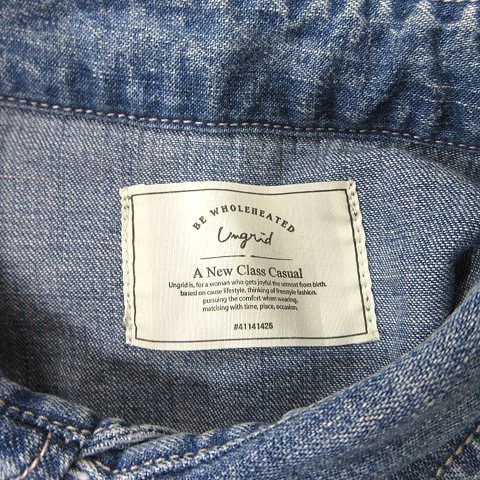 BE WHOLEHEATED
Ungrid
A New Class Casual
Ungrid is, for a woman who gets joyful the utmost from birth.
based on cause lifestyle, thinking of freestyle fashion.
pursuing the comfort when wearing,
matching with time, place, occasion.
#41141425